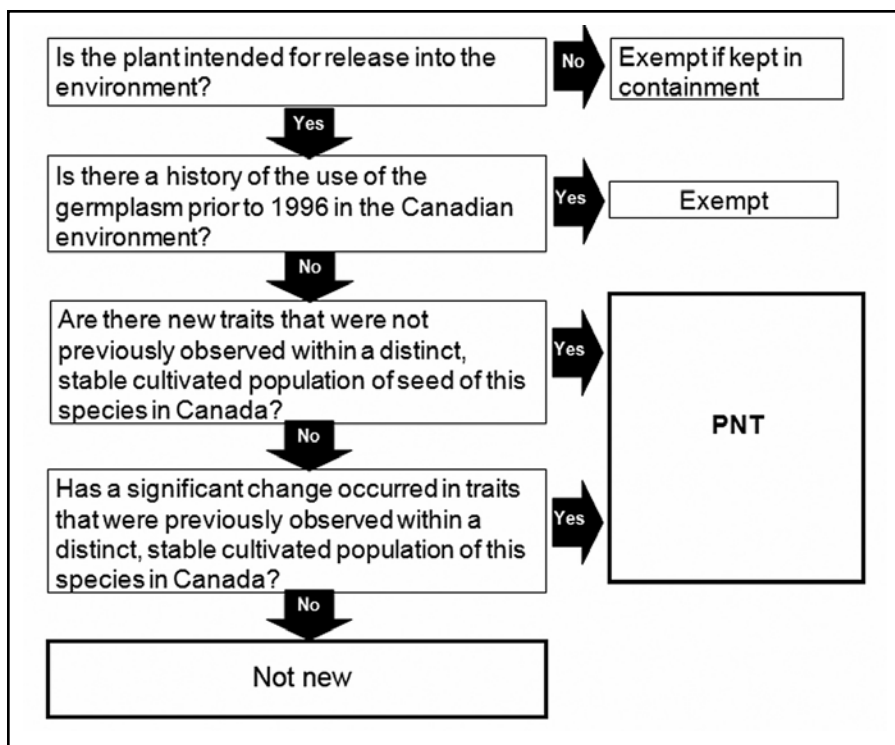 Is the plant intended for release into the
environment?
No
Exempt if kept in
containment
Yes
Is there a history of the use of the
germplasm prior to 1996 in the Canadian
environment?
Yes
Exempt
No
Are there new traits that were not
previously observed within a distinct,
stable cultivated population of seed of this
species in Canada?
Yes
PNT
No
Has a significant change occurred in traits
that were previously observed within a
distinct, stable cultivated population of this
species in Canada?
Yes
No
Not new